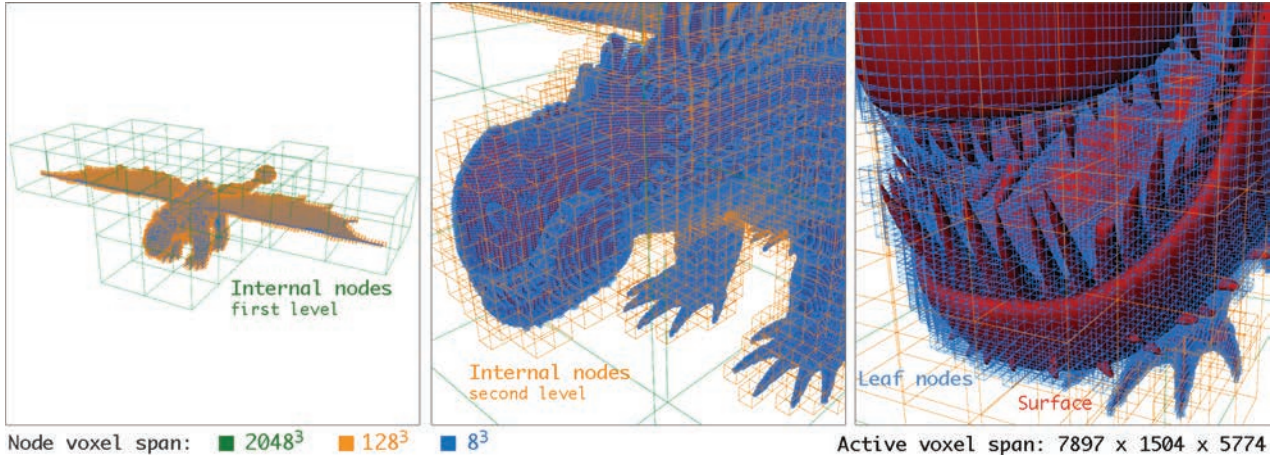 Internal nodes
first level
Internal nodes
second level
Leaf nodes
Surface
Node voxel span: 2048³ 128³ 8³
Active voxel span: 7897 x 1504 x 5774